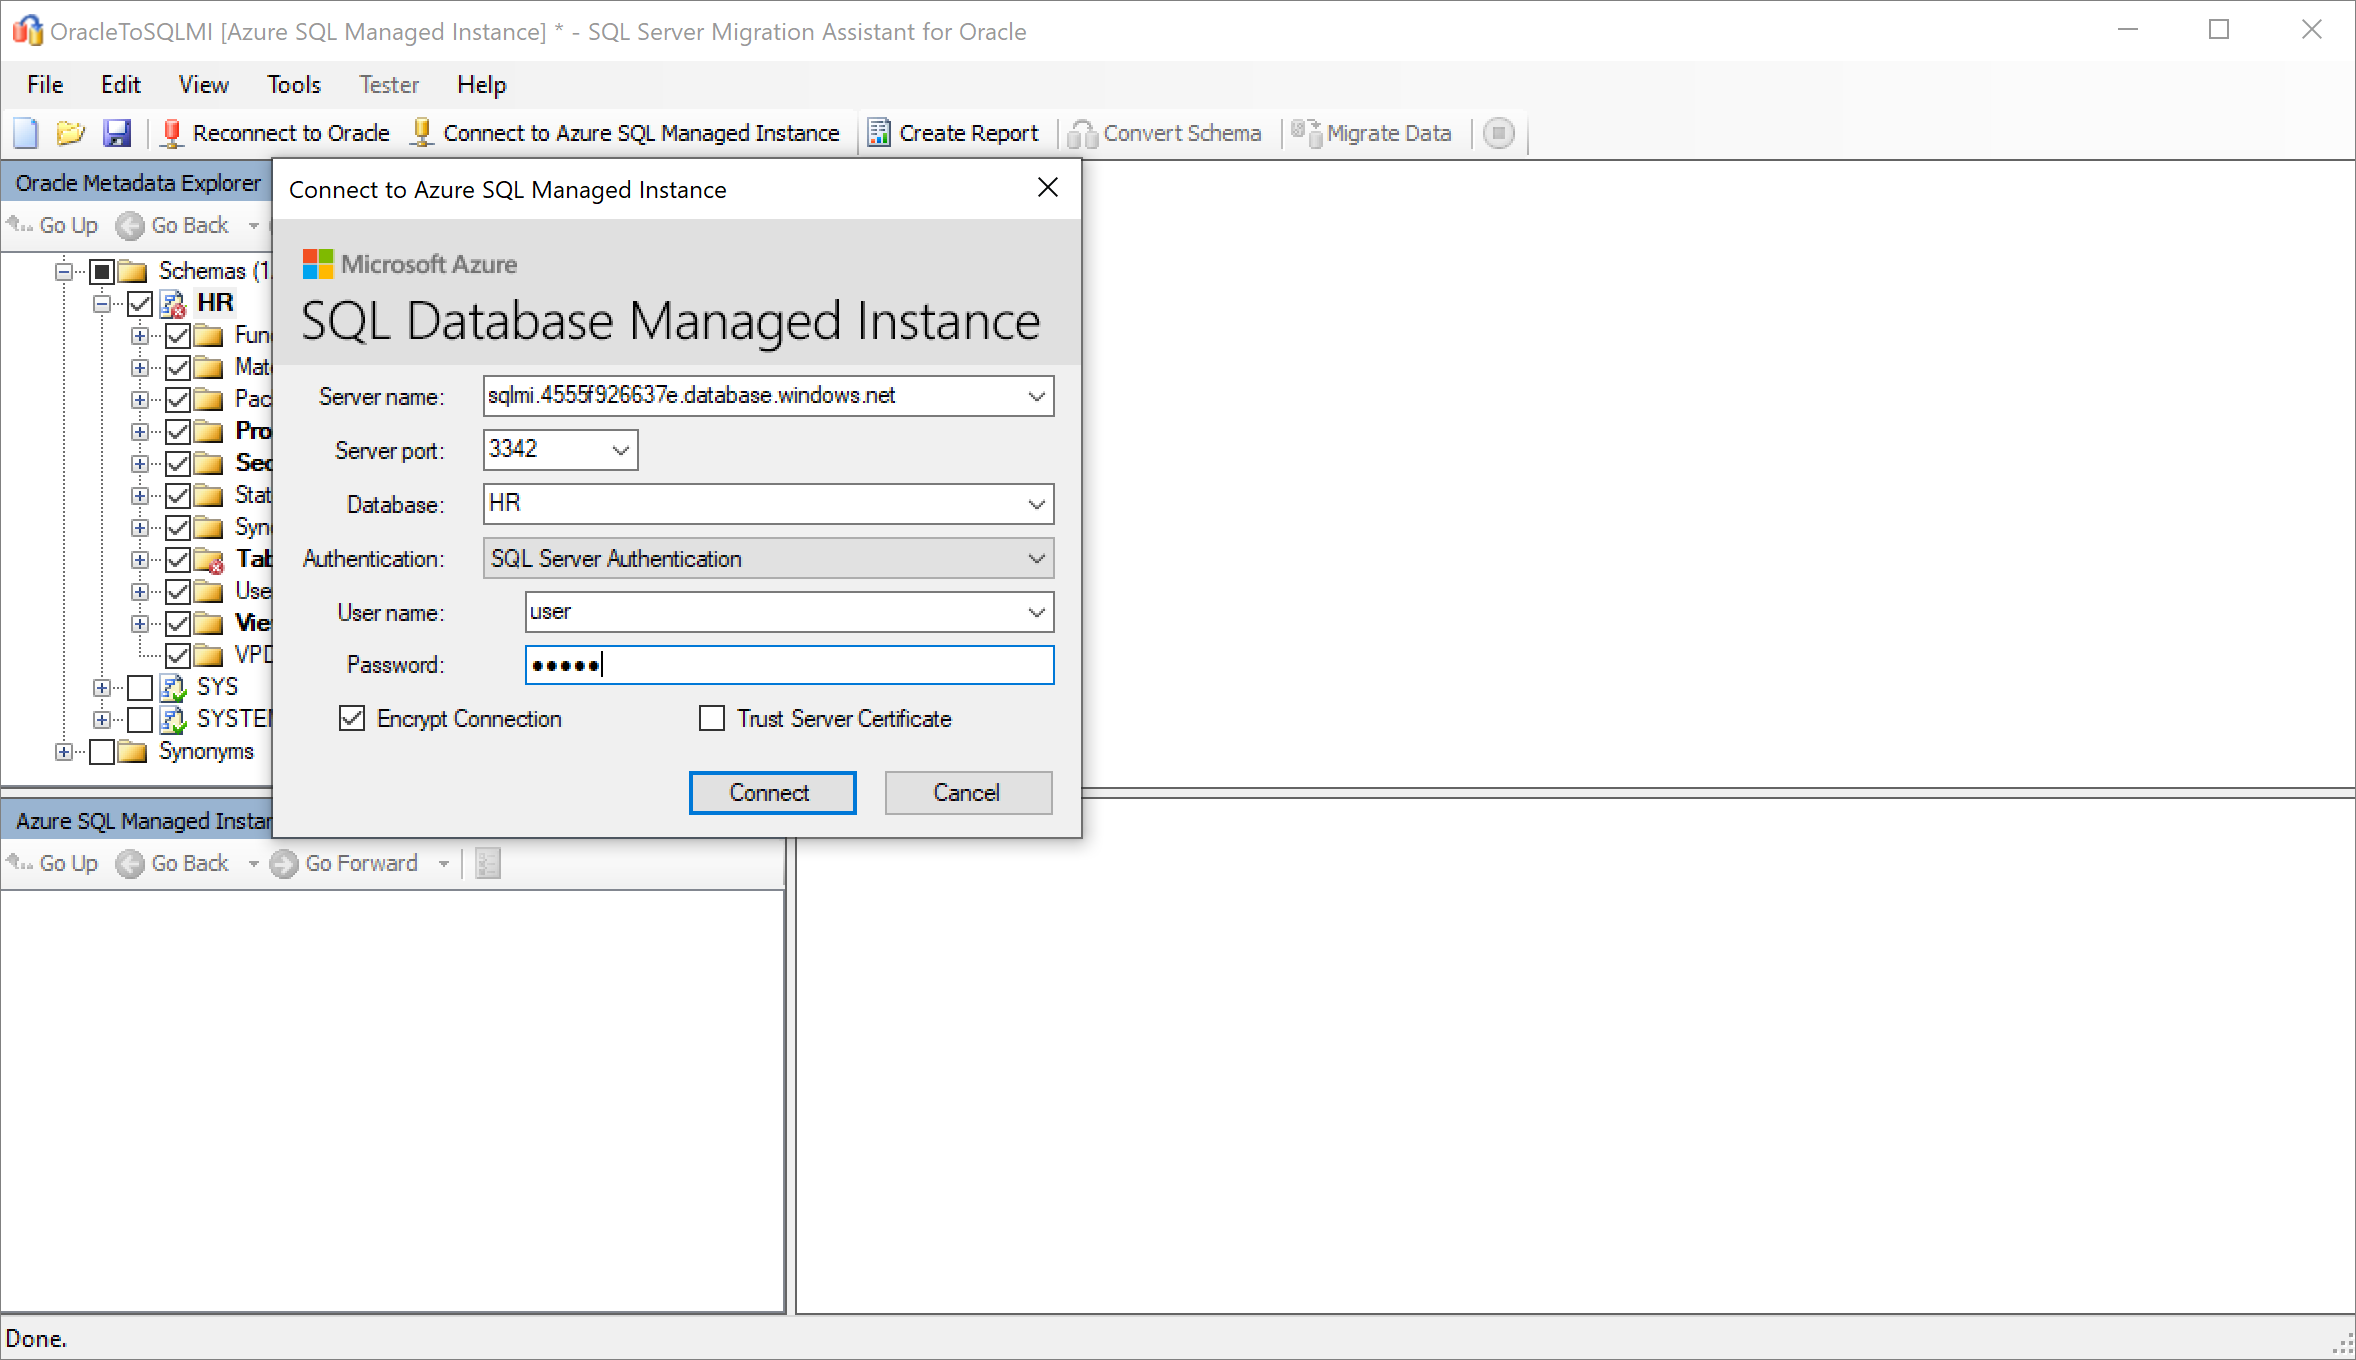 OracleToSQLMI [Azure SQL Managed Instance] * - SQL Server Migration Assistant for Oracle
File Edit View Tools Tester Help
Reconnect to Oracle Connect to Azure SQL Managed Instance Create Report Convert Schema Migrate Data
Oracle Metadata Explorer
Go Up Go Back
Schemas (1
HR
Fun
Mate
Pac
Pro
Seq
Stat
Syn
Tab
Use
Vie
VPD
SYS
SYSTE
Synonyms
Connect to Azure SQL Managed Instance
Microsoft Azure
SQL Database Managed Instance
Server name: sqlmi.4555f926637e.database.windows.net
Server port: 3342
Database: HR
Authentication: SQL Server Authentication
User name: user
Password: ●●●●●
Encrypt Connection Trust Server Certificate
Connect Cancel
Azure SQL Managed Instan
Go Up Go Back Go Forward
Done.